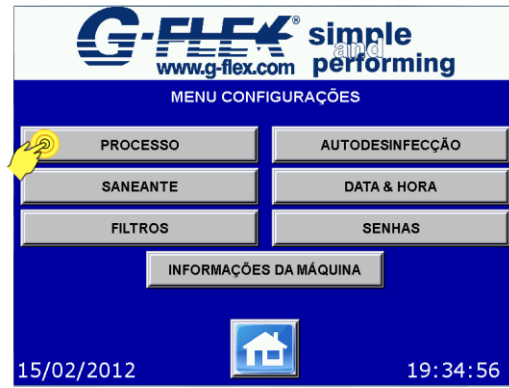 G-FLEX® simple
and
www.g-flex.com performing
MENU CONFIGURAÇÕES
PROCESSO AUTODESINFECÇÃO
SANEANTE DATA & HORA
FILTROS SENHAS
INFORMAÇÕES DA MÁQUINA
15/02/2012 19:34:56